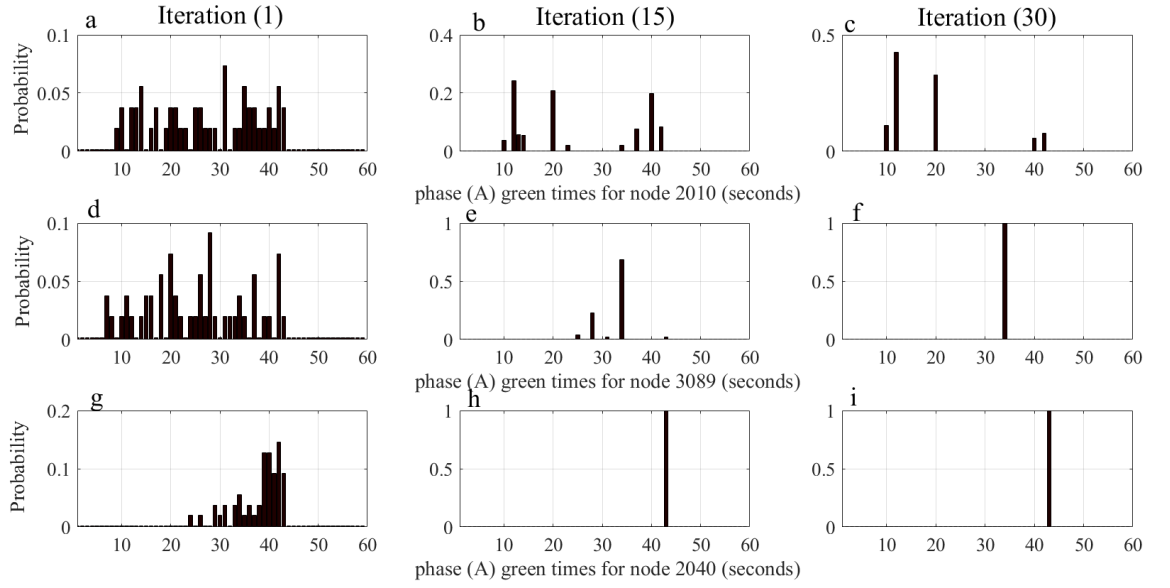 Iteration (1) Iteration (15) Iteration (30)
a b c
0.1 0.4 0.5
Probability
0.05 0.2
0 0 0
10 20 30 40 50 60 10 20 30 40 50 60 10 20 30 40 50 60
phase (A) green times for node 2010 (seconds)
d e f
0.1 1 1
Probability
0.05 0.5 0.5
0 0 0
10 20 30 40 50 60 10 20 30 40 50 60 10 20 30 40 50 60
phase (A) green times for node 3089 (seconds)
g h i
0.2 1 1
Probability
0.1 0.5 0.5
0 0 0
10 20 30 40 50 60 10 20 30 40 50 60 10 20 30 40 50 60
phase (A) green times for node 2040 (seconds)